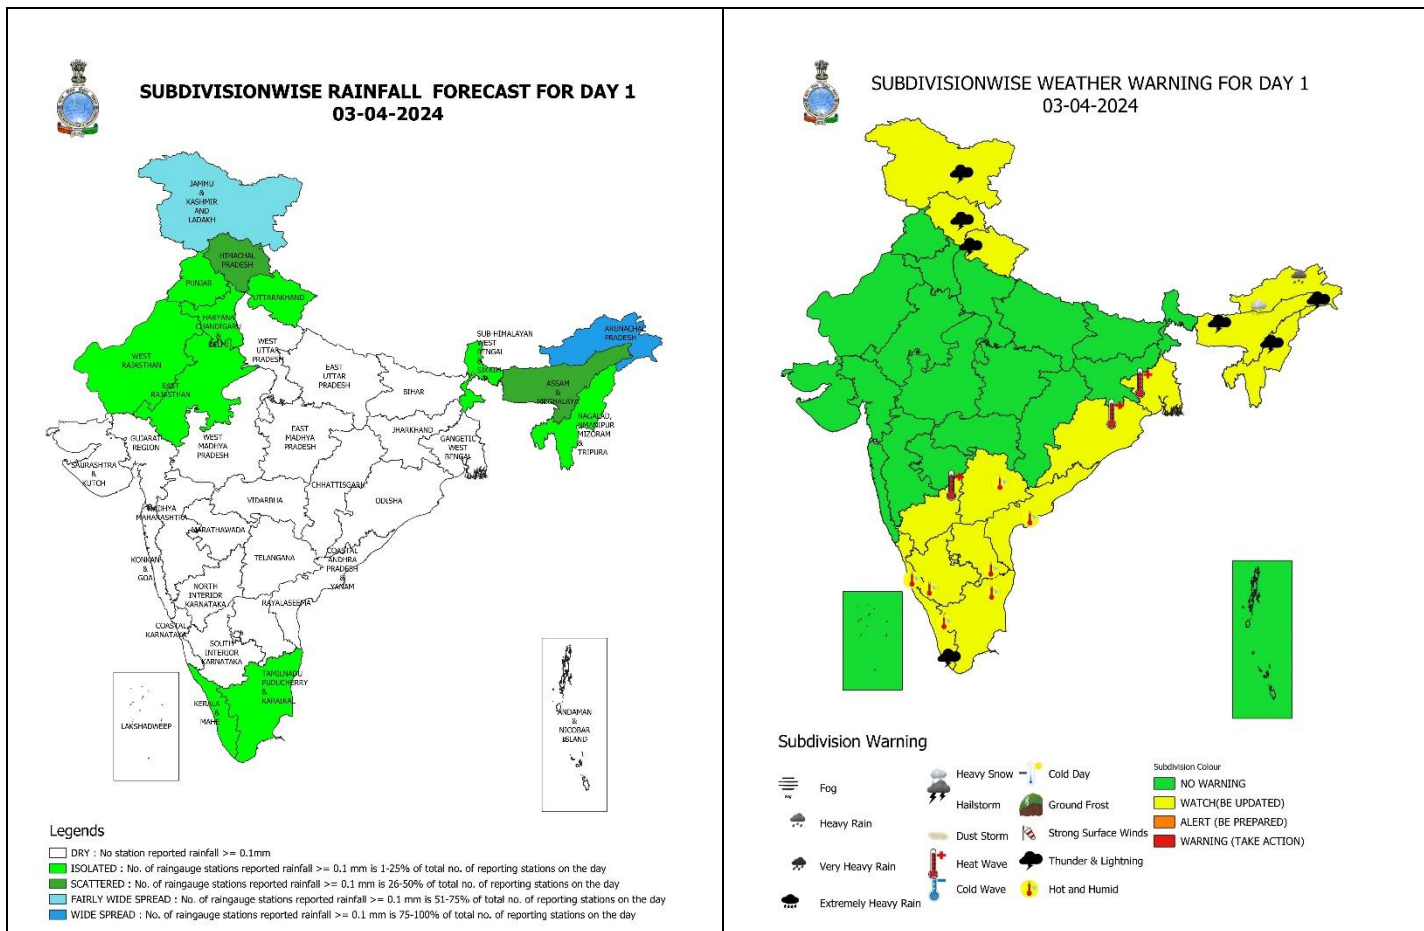 SUBDIVISIONWISE RAINFALL FORECAST FOR DAY 1
03-04-2024
JAMMU
&
KASHMIR
AND
LADAKH
HIMACHAL
PRADESH
PUNJAB
UTTARAKHAND
HARYANA
CHANDIGARH
&
DELHI
WEST
RAJASTHAN
EAST
RAJASTHAN
WEST
UTTAR
PRADESH
EAST
UTTAR
PRADESH
BIHAR
SUB-HIMALAYAN
WEST
BENGAL
&
SIKKIM
ARUNACHAL
PRADESH
ASSAM
&
MEGHALAYA
NAGALAD,
MANIPUR
MIZORAM
&
TRIPURA
GUJARAT
REGION
SAURASHTRA
&
KUTCH
WEST
MADHYA
PRADESH
EAST
MADHYA
PRADESH
JHARKHAND
GANGETIC
WEST
BENGAL
CHHATTISGARH
ODISHA
VIDARBHA
MADHYA
MAHARASHTRA
MARATHAWADA
KONKAN
&
GOA
TELANGANA
COASTAL
ANDHRA
PRADESH
&
YANAM
NORTH
INTERIOR
KARNATAKA
RAYALASEEMA
COASTAL
KARNATAKA
SOUTH
INTERIOR
KARNATAKA
TAMILNADU
PUDUCHERRY
&
KARAIKAL
KERALA
&
MAHE
LAKSHADWEEP
ANDAMAN
&
NICOBAR
ISLAND
Legends
DRY : No station reported rainfall >= 0.1mm
ISOLATED : No. of raingauge stations reported rainfall >= 0.1 mm is 1-25% of total no. of reporting stations on the day
SCATTERED : No. of raingauge stations reported rainfall >= 0.1 mm is 26-50% of total no. of reporting stations on the day
FAIRLY WIDE SPREAD : No. of raingauge stations reported rainfall >= 0.1 mm is 51-75% of total no. of reporting stations on the day
WIDE SPREAD : No. of raingauge stations reported rainfall >= 0.1 mm is 75-100% of total no. of reporting stations on the day
SUBDIVISIONWISE WEATHER WARNING FOR DAY 1
03-04-2024
Subdivision Warning
Fog
Heavy Rain
Very Heavy Rain
Extremely Heavy Rain
Heavy Snow
Hailstorm
Dust Storm
Heat Wave
Cold Wave
Cold Day
Ground Frost
Strong Surface Winds
Thunder & Lightning
Hot and Humid
Subdivision Colour
NO WARNING
WATCH(BE UPDATED)
ALERT (BE PREPARED)
WARNING (TAKE ACTION)